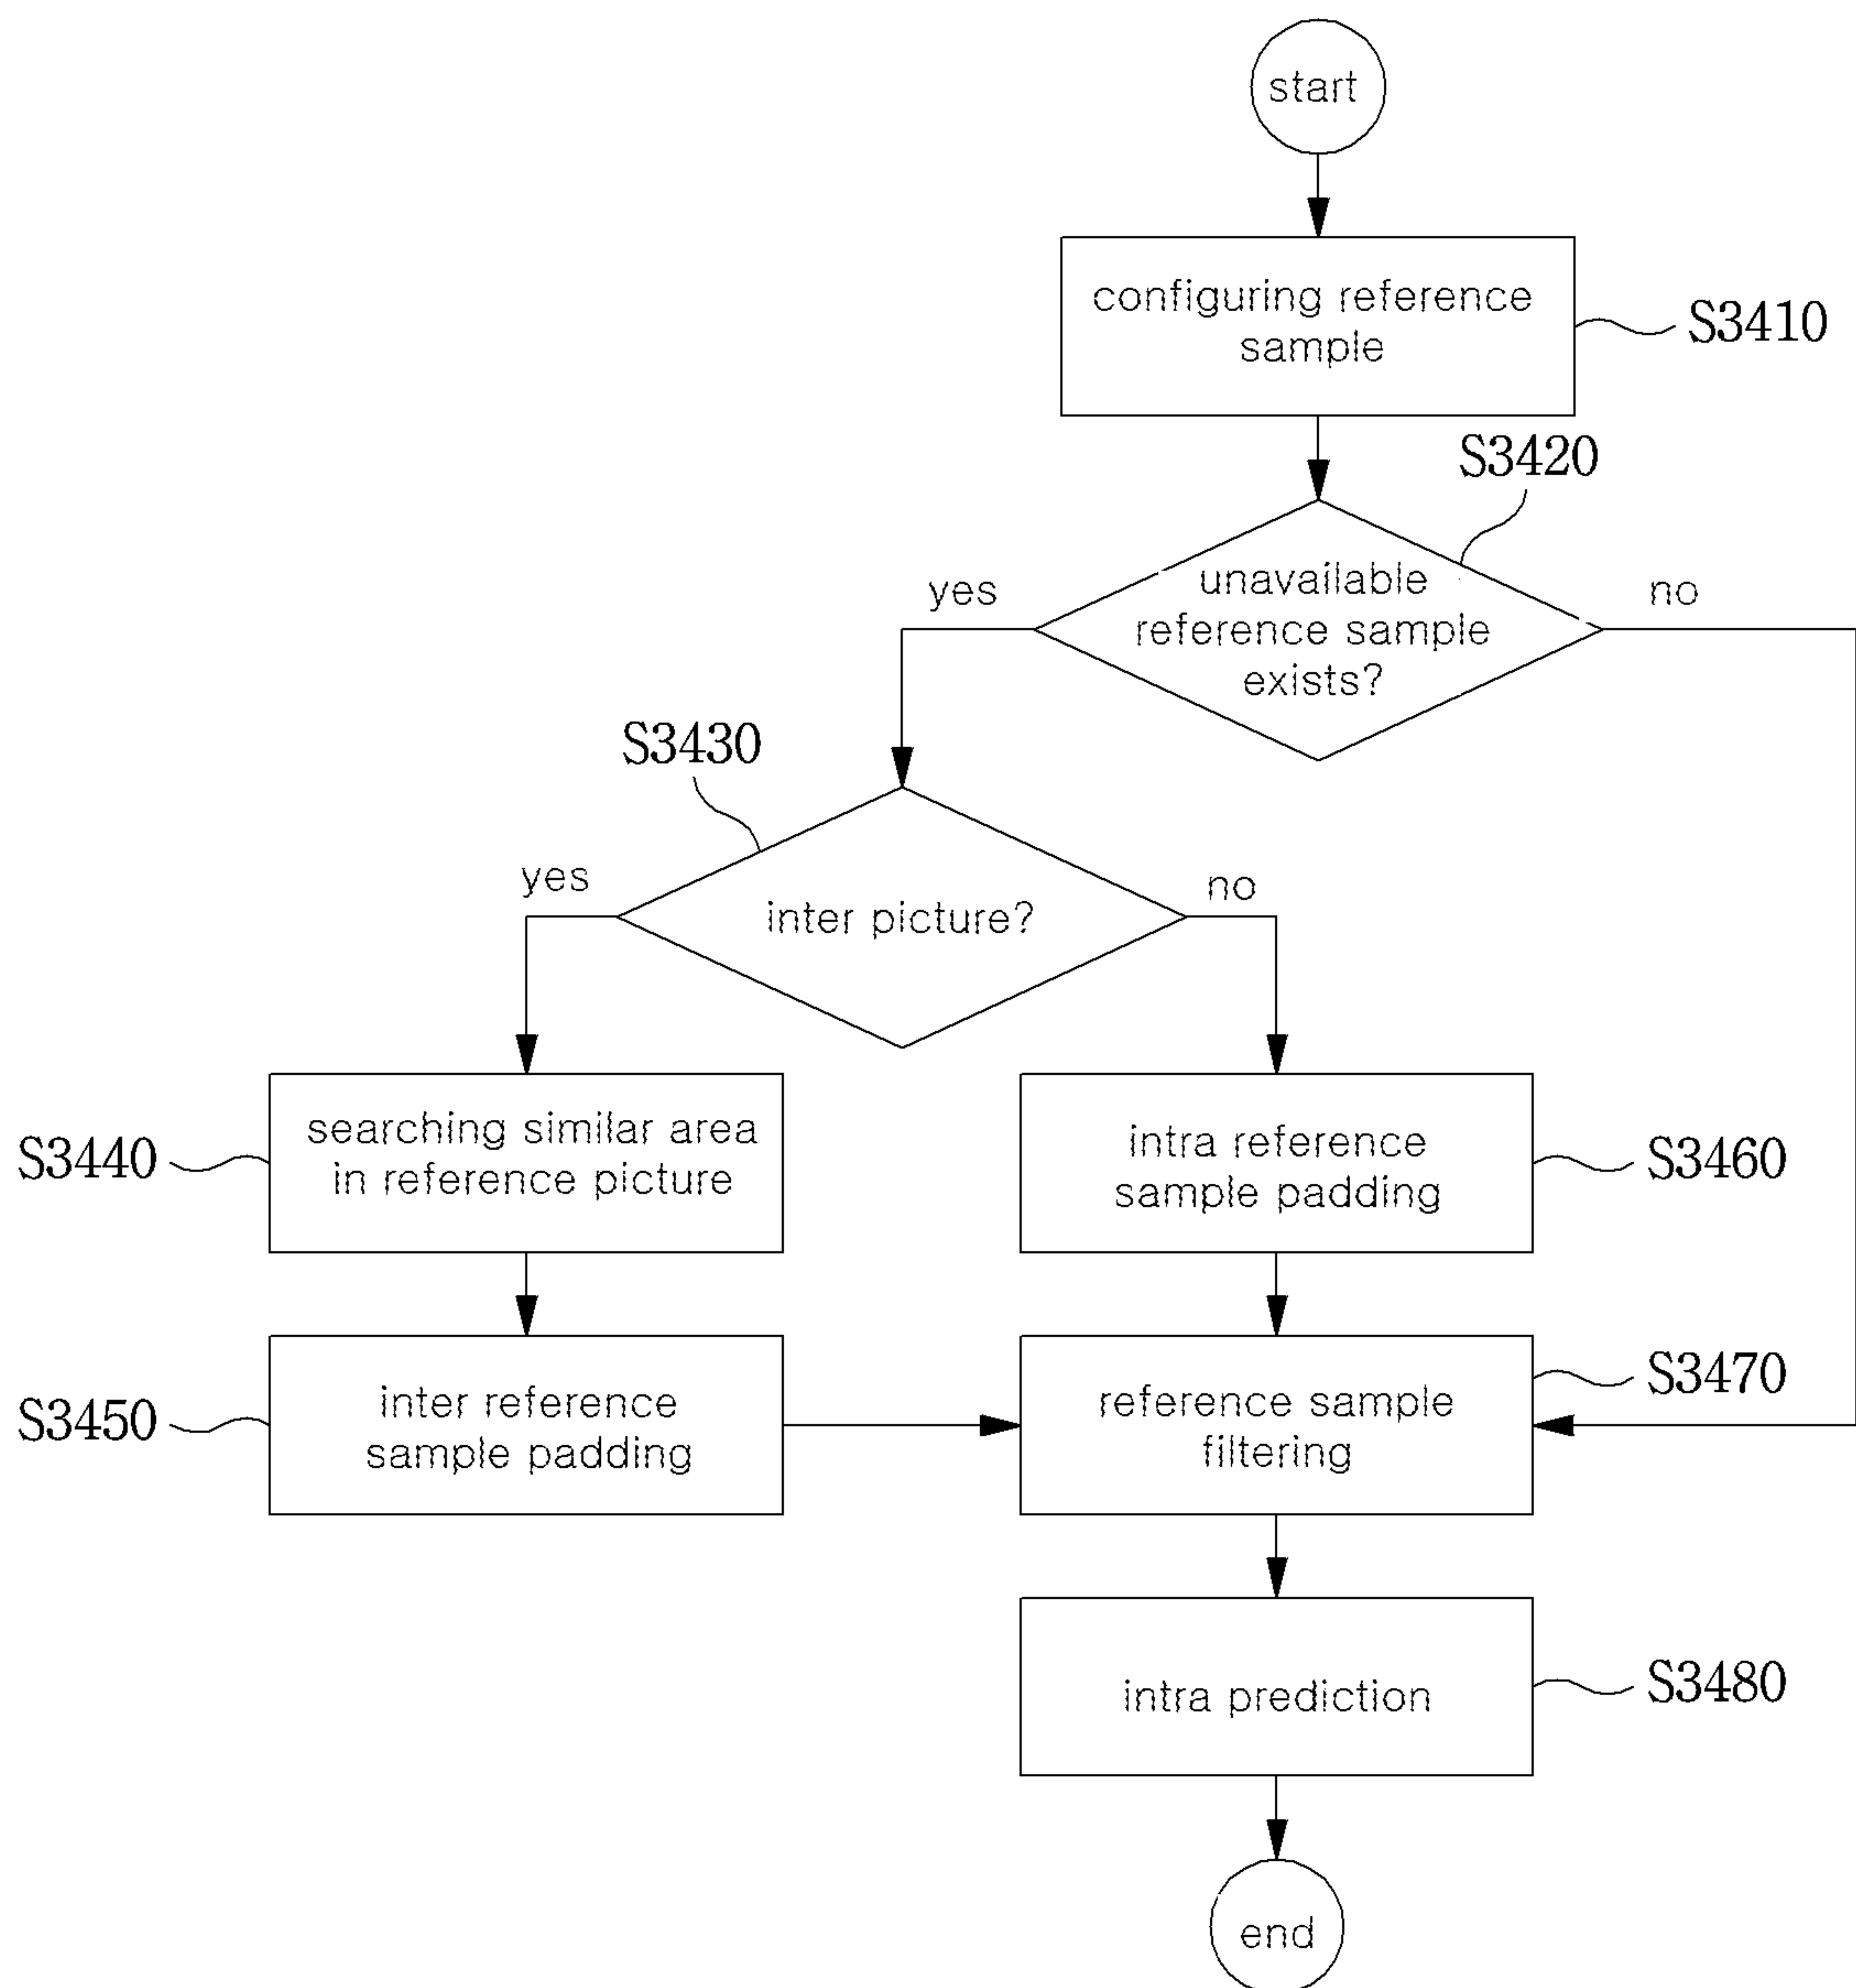 start
configuring reference
sample
S3410
S3420
unavailable
reference sample
exists?
yes
no
S3430
inter picture?
yes
no
S3440
searching similar area
in reference picture
intra reference
sample padding
S3460
S3450
inter reference
sample padding
reference sample
filtering
S3470
intra prediction
S3480
end